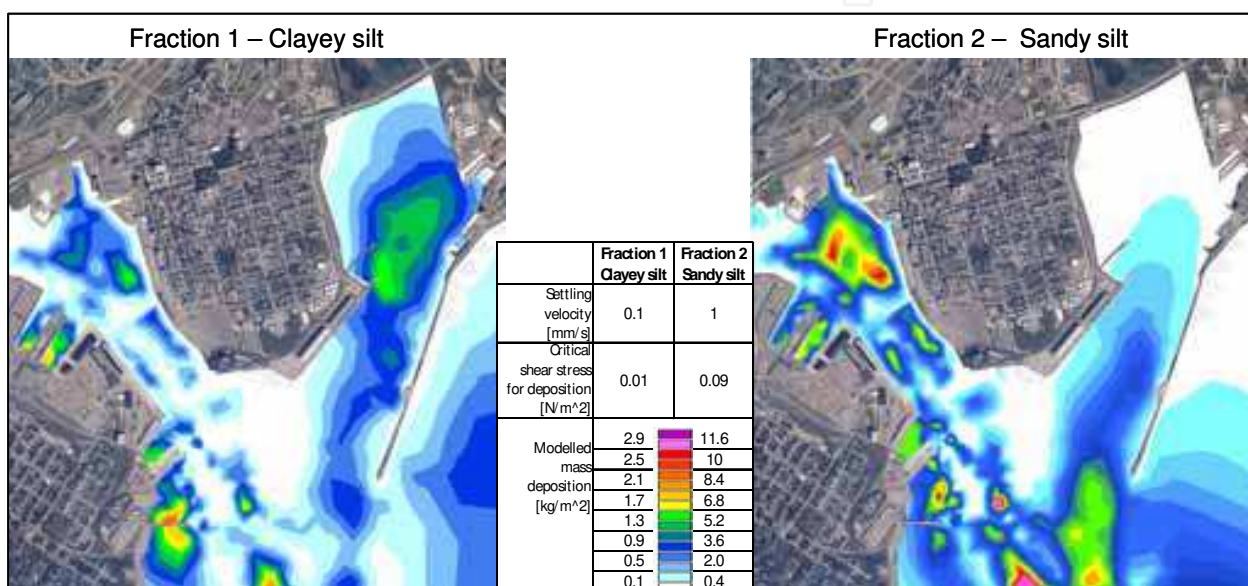 Fraction 1 – Clayey silt
Fraction 2 – Sandy silt
Fraction 1 Fraction 2
Clayey silt Sandy silt
Settling
velocity
[mm/s]
0.1 1
Critical
shear stress
for deposition
[N/m^2]
0.01 0.09
Modelled
mass
deposition
[kg/m^2]
2.9 11.6
2.5 10
2.1 8.4
1.7 6.8
1.3 5.2
0.9 3.6
0.5 2.0
0.1 0.4